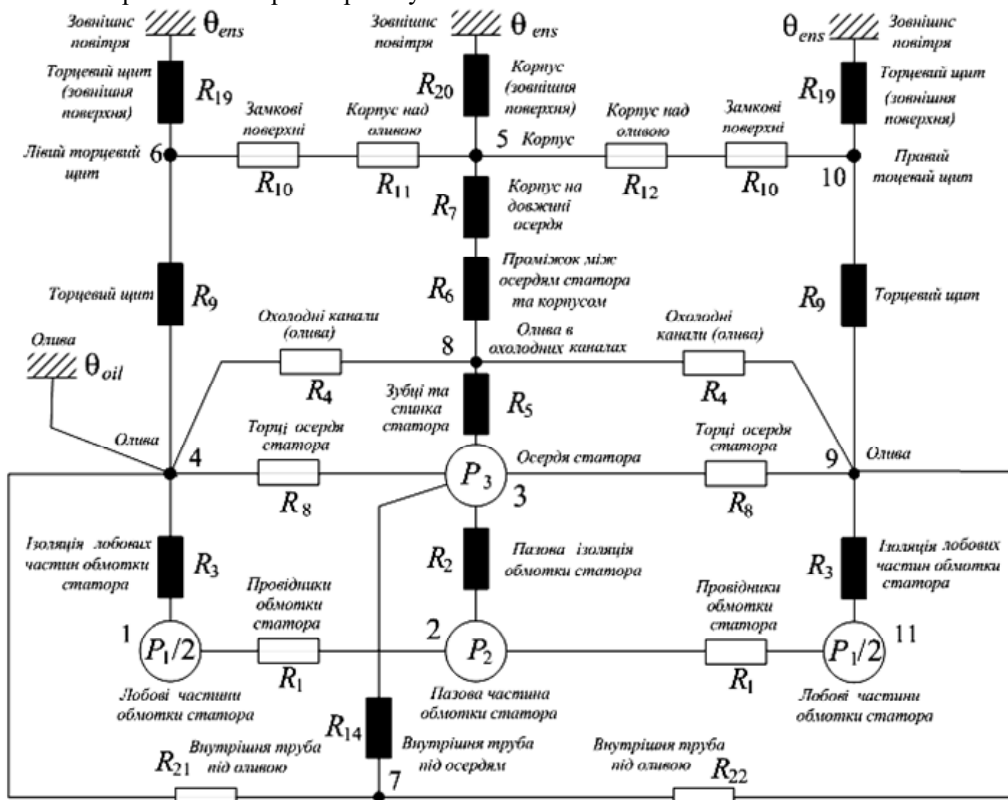 Зовнішнє
повітря
θens
Зовнішнє
повітря
θ ens
θens
Зовнішнє
повітря
Торцевий щит
(зовнішня
поверхня)
R19
R20
Корпус
(зовнішня
поверхня)
R19
Торцевий щит
(зовнішня
поверхня)
Замкові
поверхні
Корпус над
оливою
5 Корпус
Корпус над
оливою
Замкові
поверхні
Лівий торцевий
щит
6
R10
R11
R12
R10
10
Правий
тоцевий щит
R7
Корпус на
довжині
осердя
Торцевий щит
R9
R6
Проміжок між
осердям статора
та корпусом
R9
Торцевий щит
Олива
θoil
Охолодні канали
(олива)
R4
8
Олива в
охолодних каналах
Охолодні
канали (олива)
R4
Зубці та
спинка
статора
R5
Олива
4
Торці осердя
статора
R8
P3
3
Осердя статора
Торці осердя
статора
R8
9
Олива
Ізоляція лобових
частин обмотки
статора
R3
R2
Пазова ізоляція
обмотки статора
R3
Ізоляція лобових
частин обмотки
статора
Провідники
обмотки
статора
Провідники
обмотки
статора
1
P1/2
R1
2
P2
R1
P1/2
11
Лобові частини
обмотки статора
Пазова частина
обмотки статора
Лобові частини
обмотки статора
R14
R21
Внутрішня труба
під оливою
Внутрішня труба
під осердям
7
Внутрішня труба
під оливою
R22